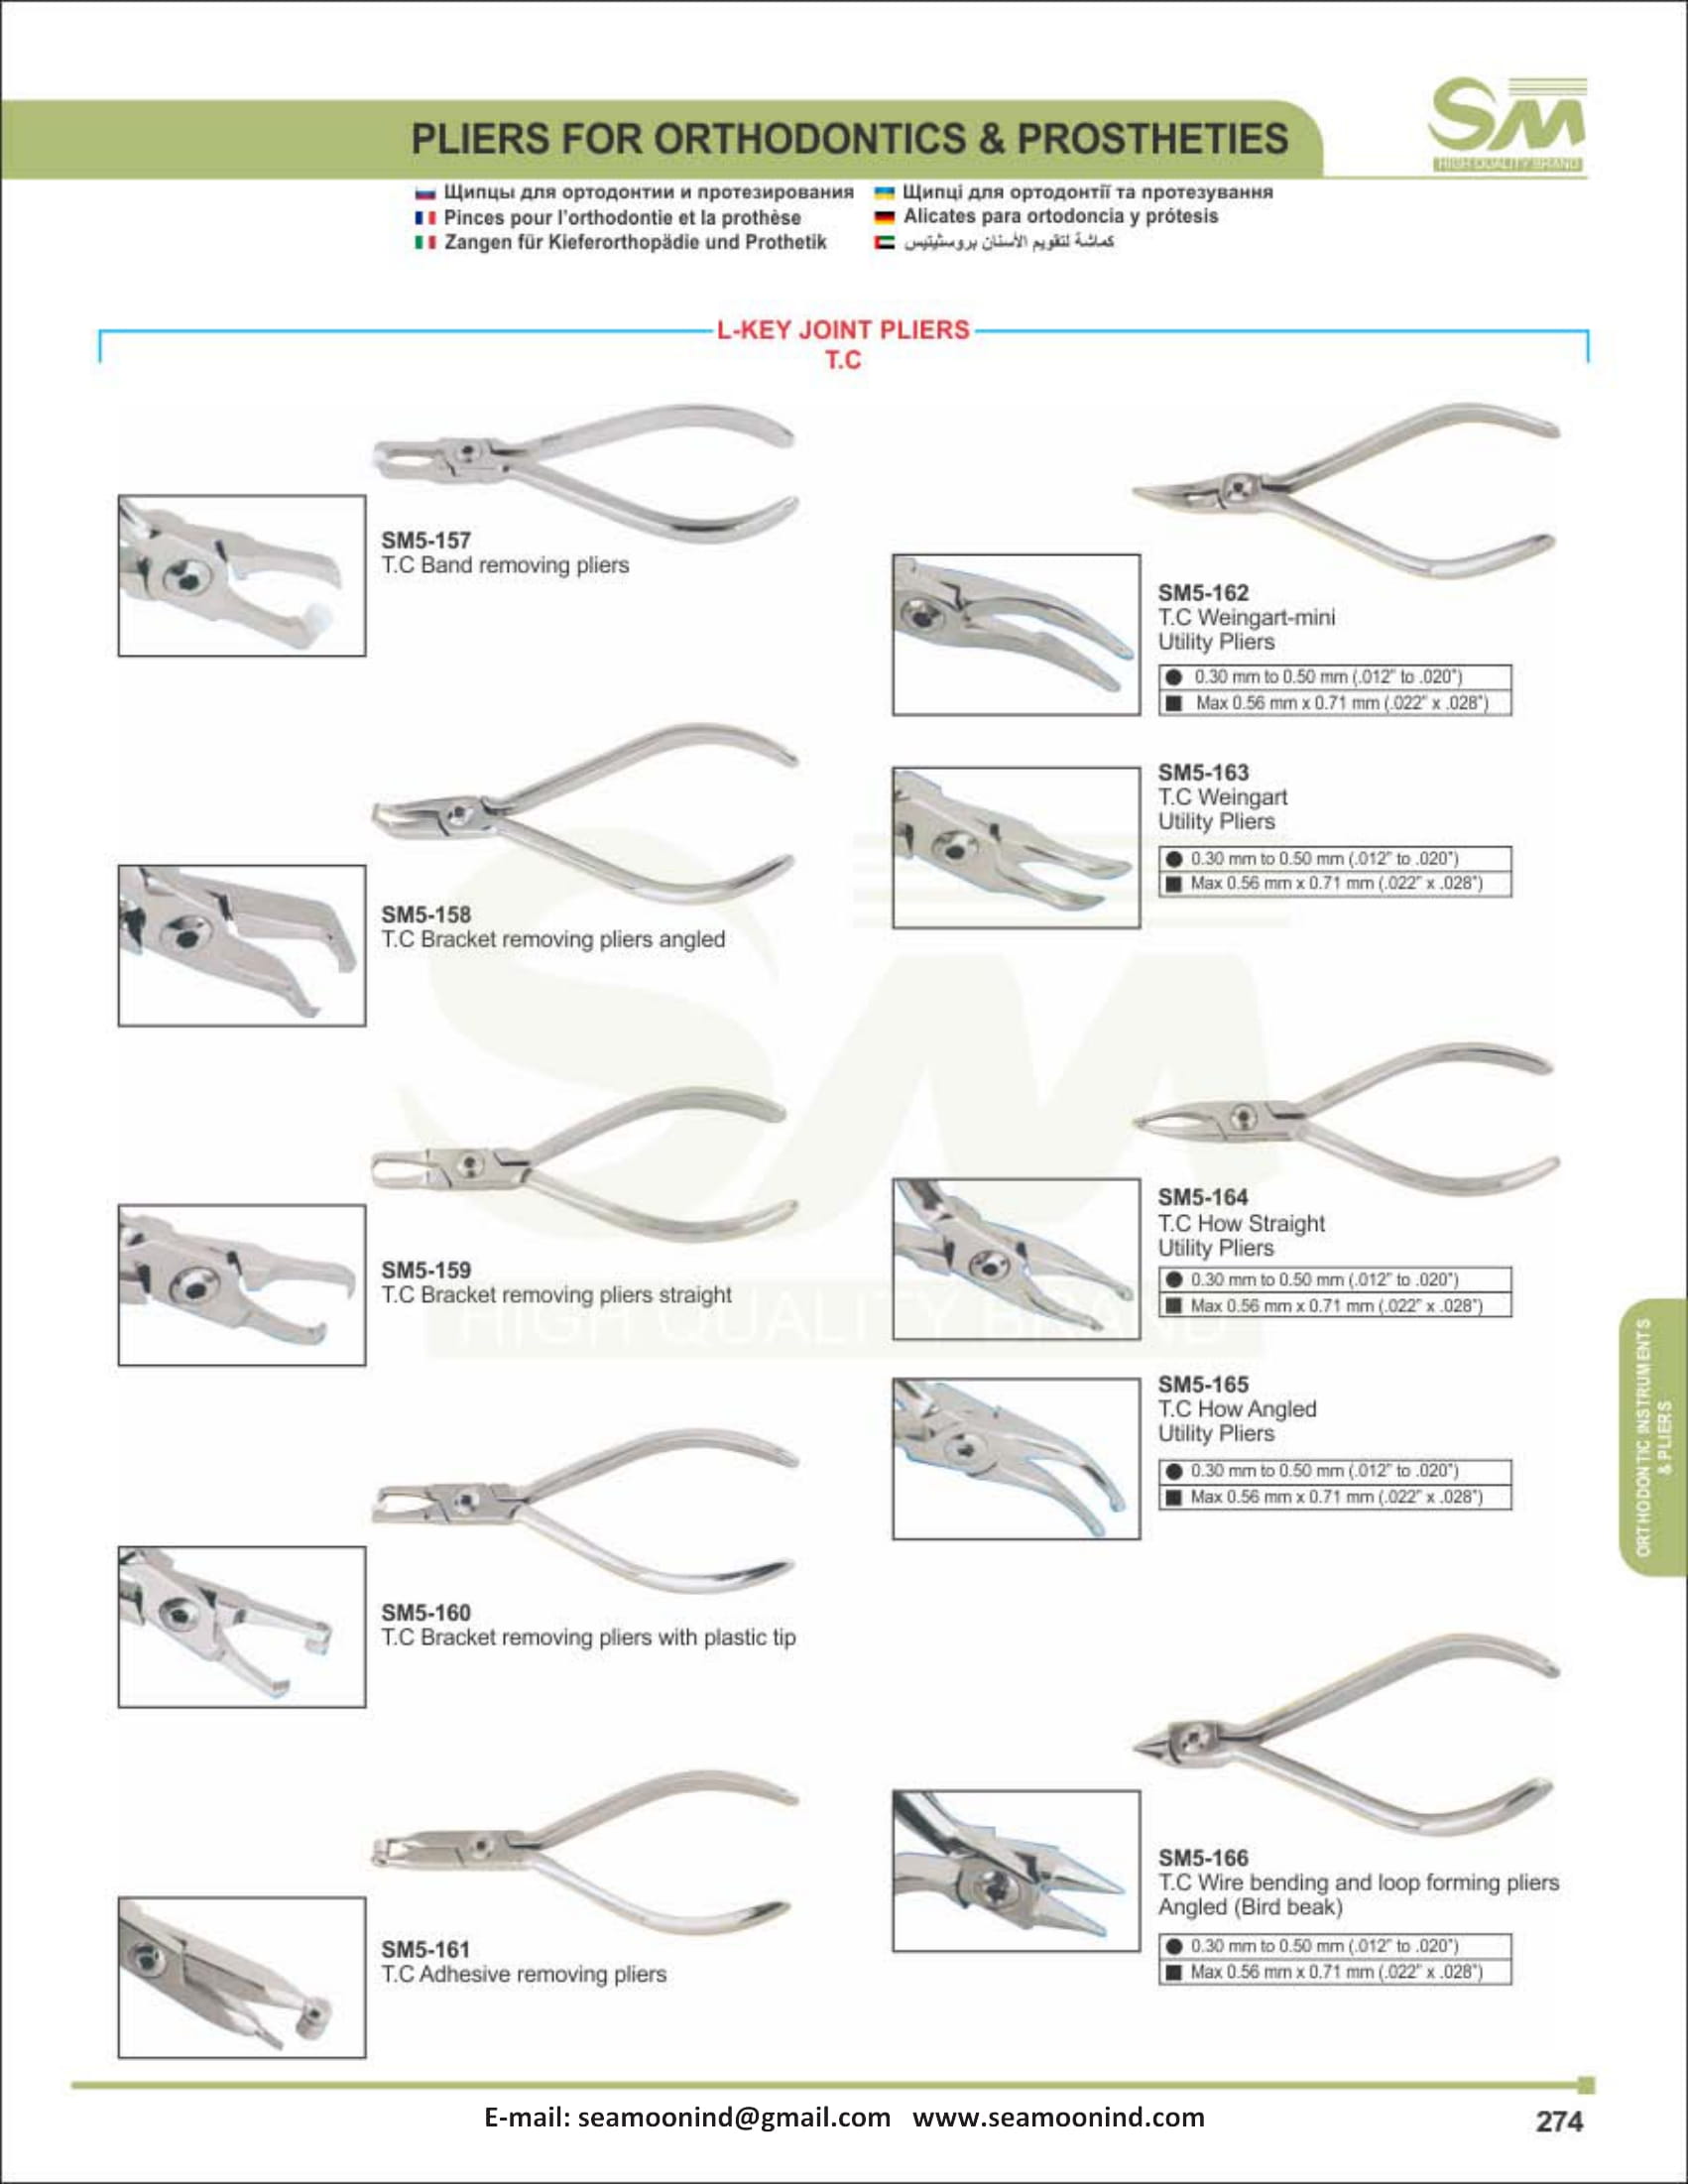 SM
HIGH QUALITY BRAND
PLIERS FOR ORTHODONTICS & PROSTHETIES
Щипцы для ортодонтии и протезирования
Щипці для ортодонтії та протезування
Pinces pour l'orthodontie et la prothèse
Alicates para ortodoncia y prótesis
Zangen für Kieferorthopädie und Prothetik
كماشة لتقويم الأسنان بروستيتيس
L-KEY JOINT PLIERS
T.C
SM5-157
T.C Band removing pliers
SM5-158
T.C Bracket removing pliers angled
SM5-159
T.C Bracket removing pliers straight
SM5-160
T.C Bracket removing pliers with plastic tip
SM5-161
T.C Adhesive removing pliers
SM5-162
T.C Weingart-mini
Utility Pliers
● 0.30 mm to 0.50 mm (.012" to .020")
■ Max 0.56 mm x 0.71 mm (.022" x .028")
SM5-163
T.C Weingart
Utility Pliers
● 0.30 mm to 0.50 mm (.012" to .020")
■ Max 0.56 mm x 0.71 mm (.022" x .028")
SM5-164
T.C How Straight
Utility Pliers
● 0.30 mm to 0.50 mm (.012" to .020")
■ Max 0.56 mm x 0.71 mm (.022" x .028")
SM5-165
T.C How Angled
Utility Pliers
● 0.30 mm to 0.50 mm (.012" to .020")
■ Max 0.56 mm x 0.71 mm (.022" x .028")
SM5-166
T.C Wire bending and loop forming pliers
Angled (Bird beak)
● 0.30 mm to 0.50 mm (.012" to .020")
■ Max 0.56 mm x 0.71 mm (.022" x .028")
SM
HIGH QUALITY BRAND
ORTHODONTIC INSTRUMENTS
& PLIERS
E-mail: seamoonind@gmail.com www.seamoonind.com
274